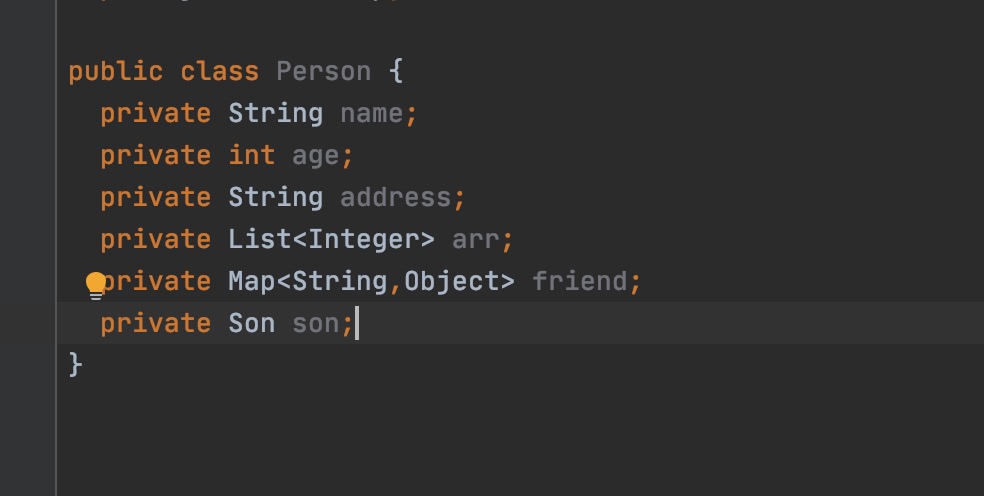 public class Person {
private String name;
private int age;
private String address;
private List<Integer> arr;
private Map<String,Object> friend;
private Son son;
}